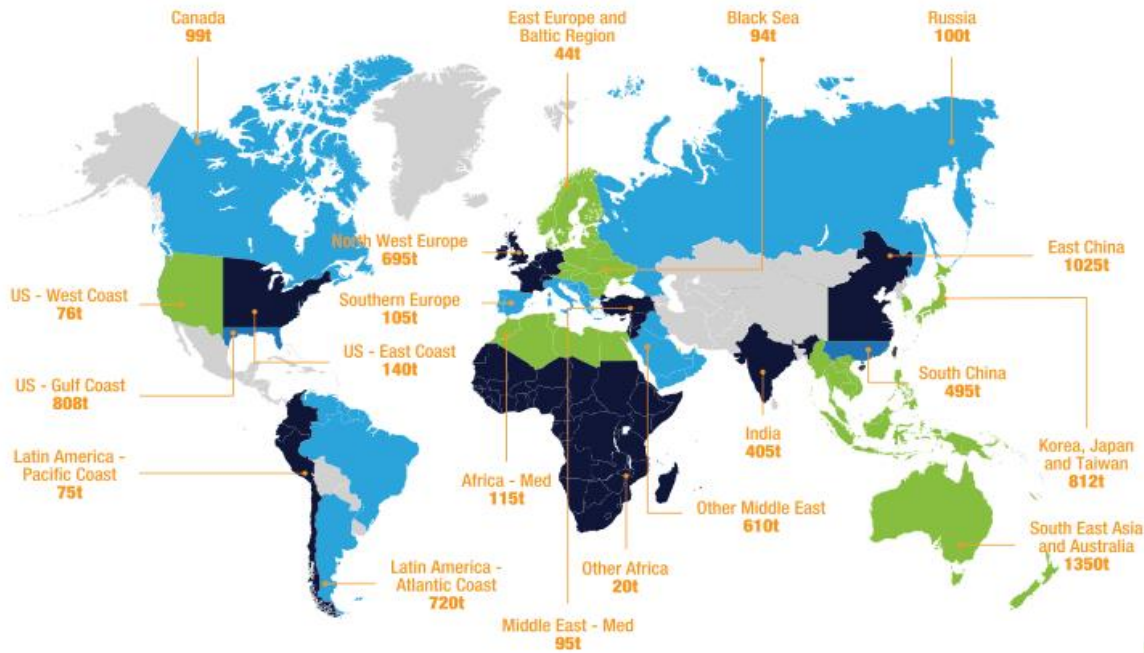 Canada
99t
East Europe and
Baltic Region
44t
Black Sea
94t
Russia
100t
North West Europe
695t
East China
1025t
US - West Coast
76t
Southern Europe
105t
US - East Coast
140t
US - Gulf Coast
808t
South China
495t
India
405t
Korea, Japan
and Taiwan
812t
Latin America -
Pacific Coast
75t
Africa - Med
115t
Other Middle East
610t
South East Asia
and Australia
1350t
Latin America -
Atlantic Coast
720t
Other Africa
20t
Middle East - Med
95t